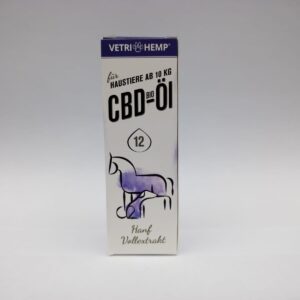 VETRI HEMP®
für
HAUSTIERE AB 10 KG
CBD BIO-Öl
12
Hanf
Vollextrakt